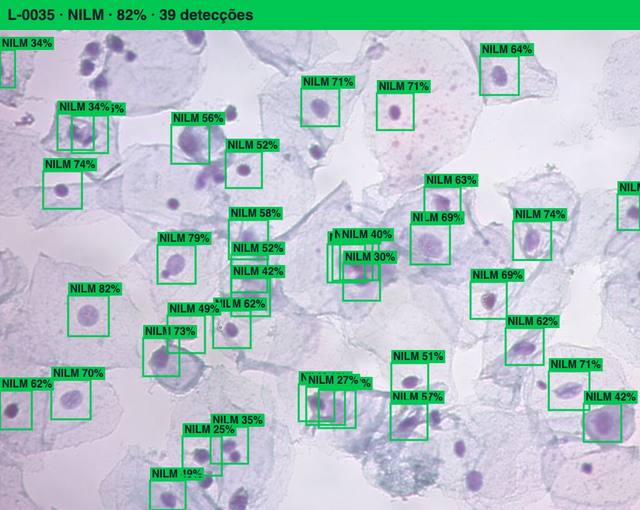 L-0035 · NILM · 82% · 39 detecções
NILM 34%
NILM 64%
NILM 71%
NILM 71%
NILM 34%
NILM 56%
NILM 52%
NILM 74%
NILM 63%
NILM 58%
NILM 69%
NILM 74%
NILM 40%
NILM 52%
NILM 79%
NILM 30%
NILM 42%
NILM 69%
NILM 82%
NILM 49%
NILM 62%
NILM 73%
NILM 62%
NILM 51%
NILM 71%
NILM 70%
NILM 27%
NILM 62%
NILM 57%
NILM 42%
NILM 35%
NILM 25%
NILM 49%